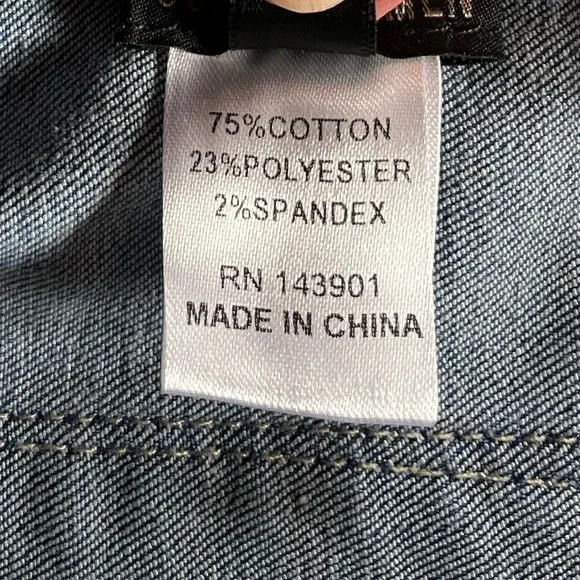 75%COTTON
23%POLYESTER
2%SPANDEX
RN 143901
MADE IN CHINA